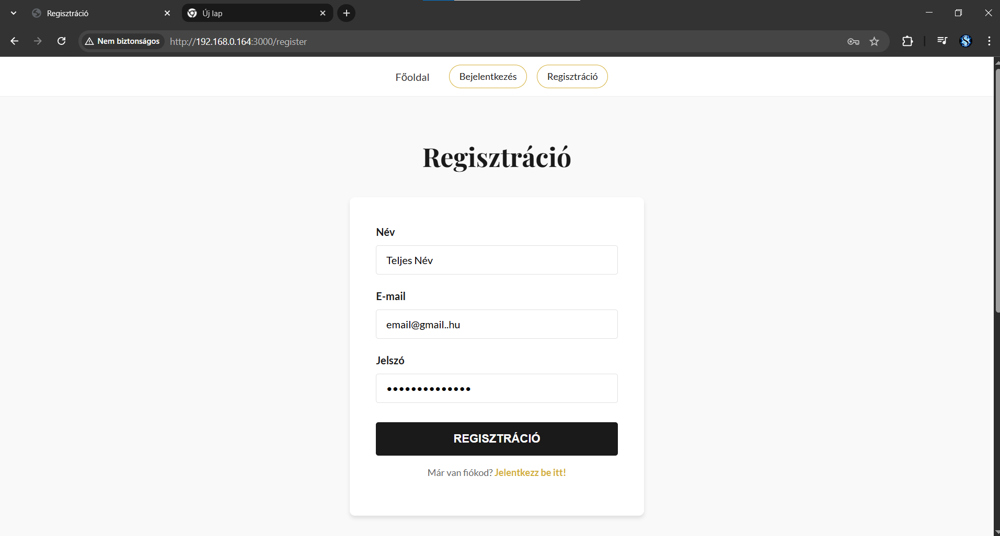 Regisztráció
Új lap
Nem biztonságos
http://192.168.0.164:3000/register
Főoldal
Bejelentkezés
Regisztráció
Regisztráció
Név
Teljes Név
E-mail
email@gmail..hu
Jelszó
••••••••••••••
REGISZTRÁCIÓ
Már van fiókod? Jelentkezz be itt!